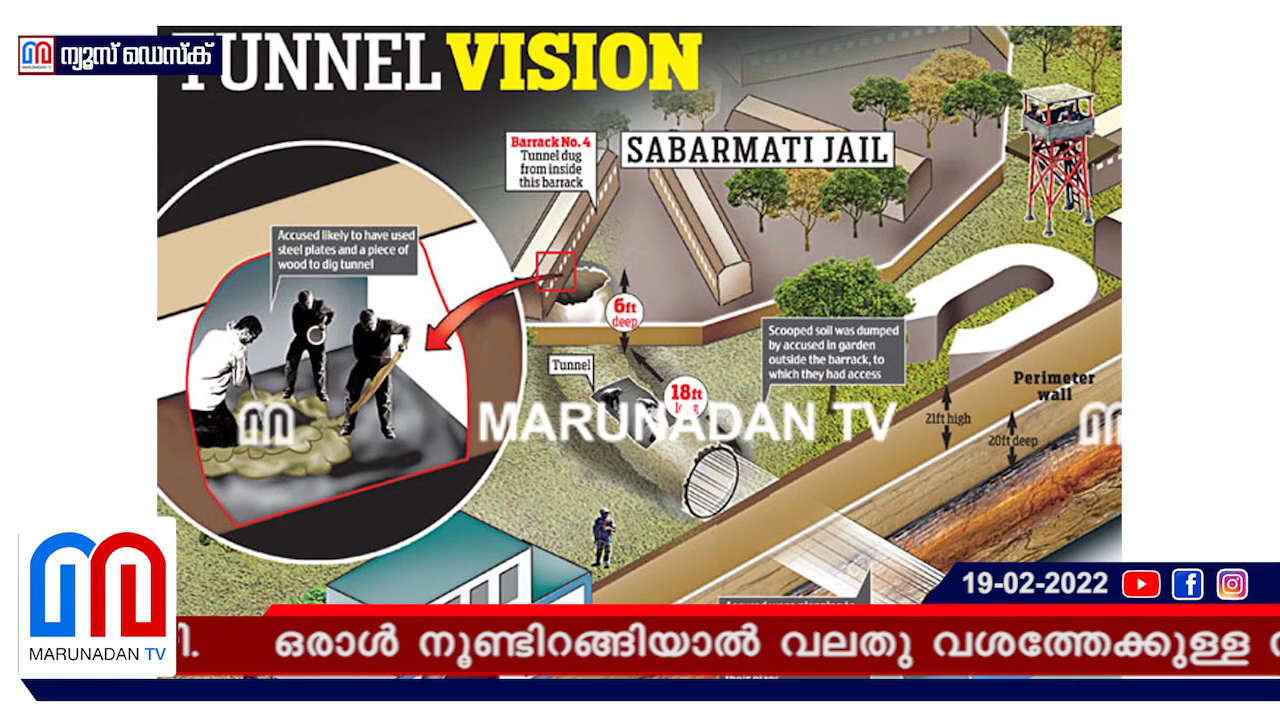 ന്യൂസ് ഡെസ്ക്
MARUNADAN TV
TUNNEL VISION
SABARMATI JAIL
Barrack No. 4
Tunnel dug
from inside
this barrack
Accused likely to have used
steel plates and a piece of
wood to dig tunnel
6ft
deep
Scooped soil was dumped
by accused in garden
outside the barrack, to
which they had access
Tunnel
18ft
long
Perimeter
wall
21ft high
20ft deep
MARUNADAN TV
19-02-2022
ഒരാൾ നൂണ്ടിറങ്ങിയാൽ വലതു വശത്തേക്കുള്ള
MARUNADAN TV